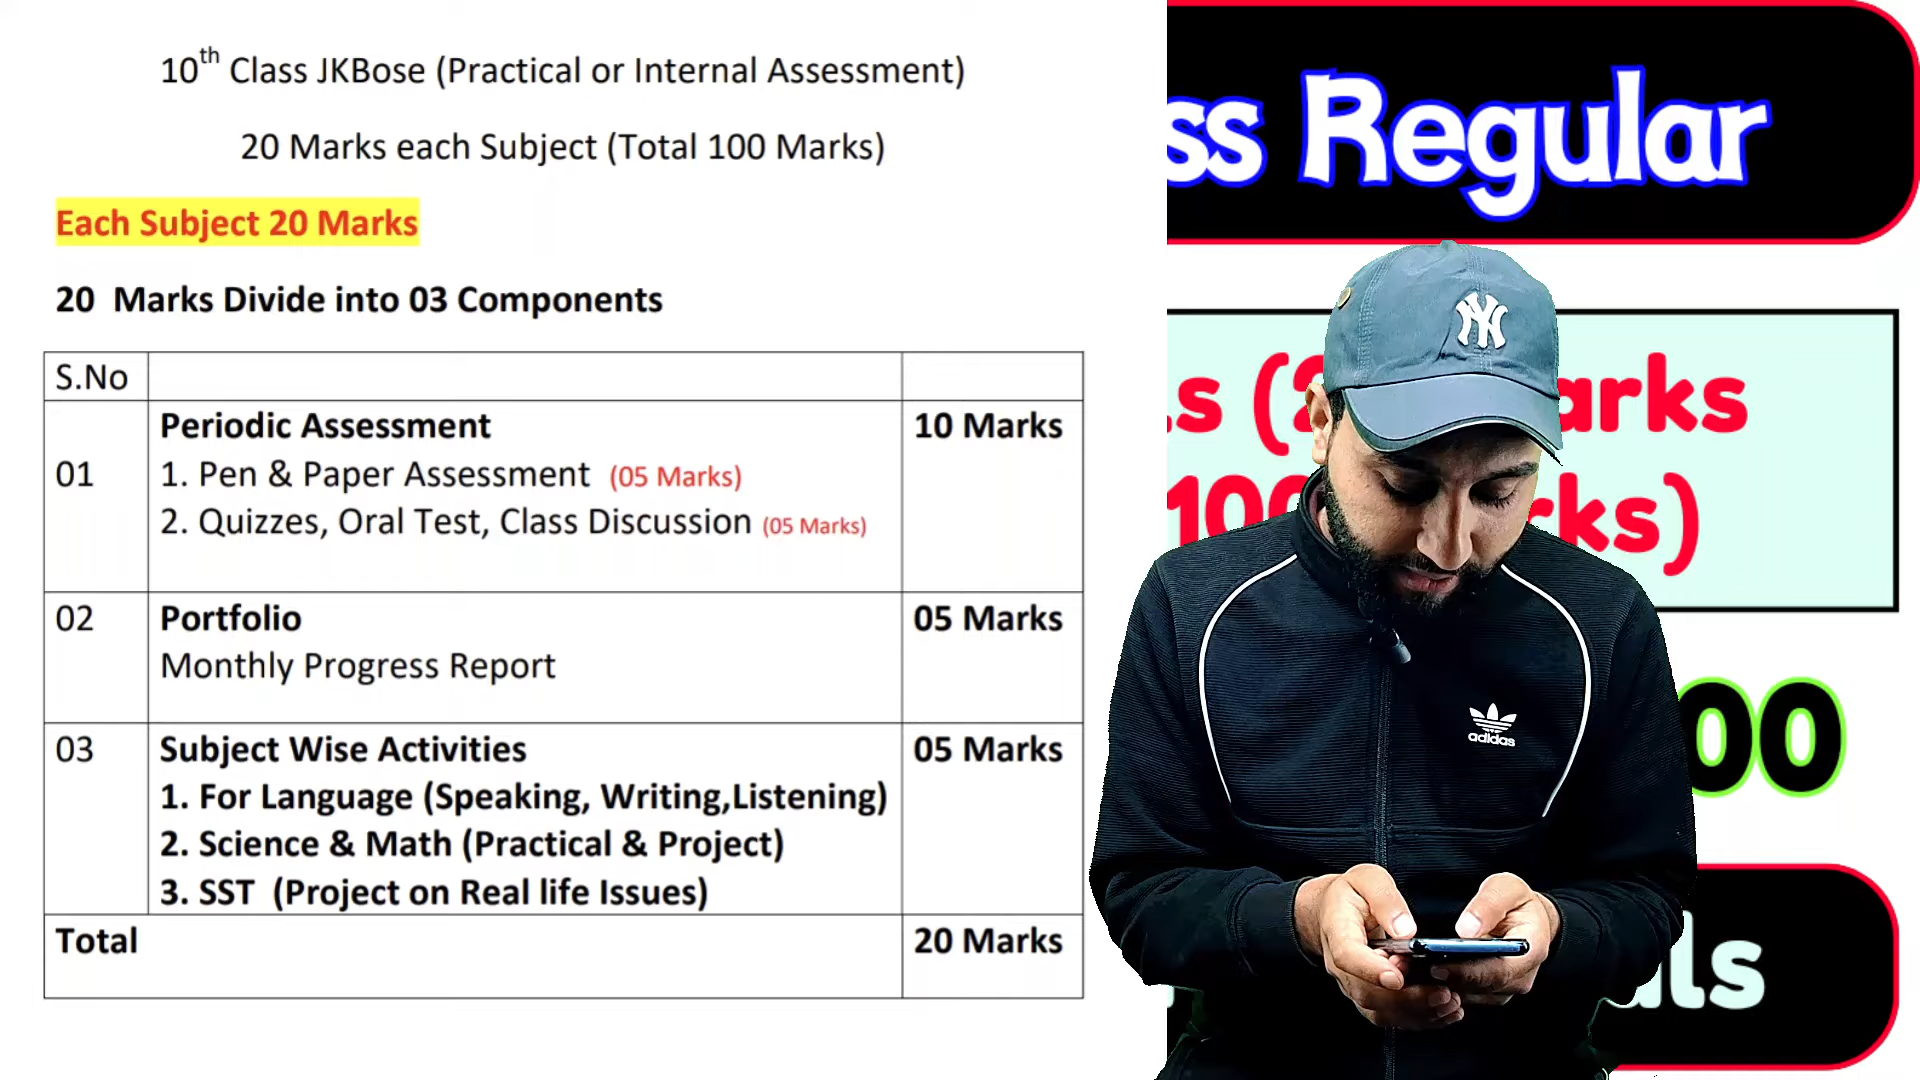 10th Class JKBose (Practical or Internal Assessment)
20 Marks each Subject (Total 100 Marks)
Each Subject 20 Marks
20 Marks Divide into 03 Components
S.No
01
Periodic Assessment
10 Marks
1. Pen & Paper Assessment (05 Marks)
2. Quizzes, Oral Test, Class Discussion (05 Marks)
02
Portfolio
05 Marks
Monthly Progress Report
03
Subject Wise Activities
05 Marks
1. For Language (Speaking, Writing,Listening)
2. Science & Math (Practical & Project)
3. SST (Project on Real life Issues)
Total
20 Marks
Regular
NY
adidas